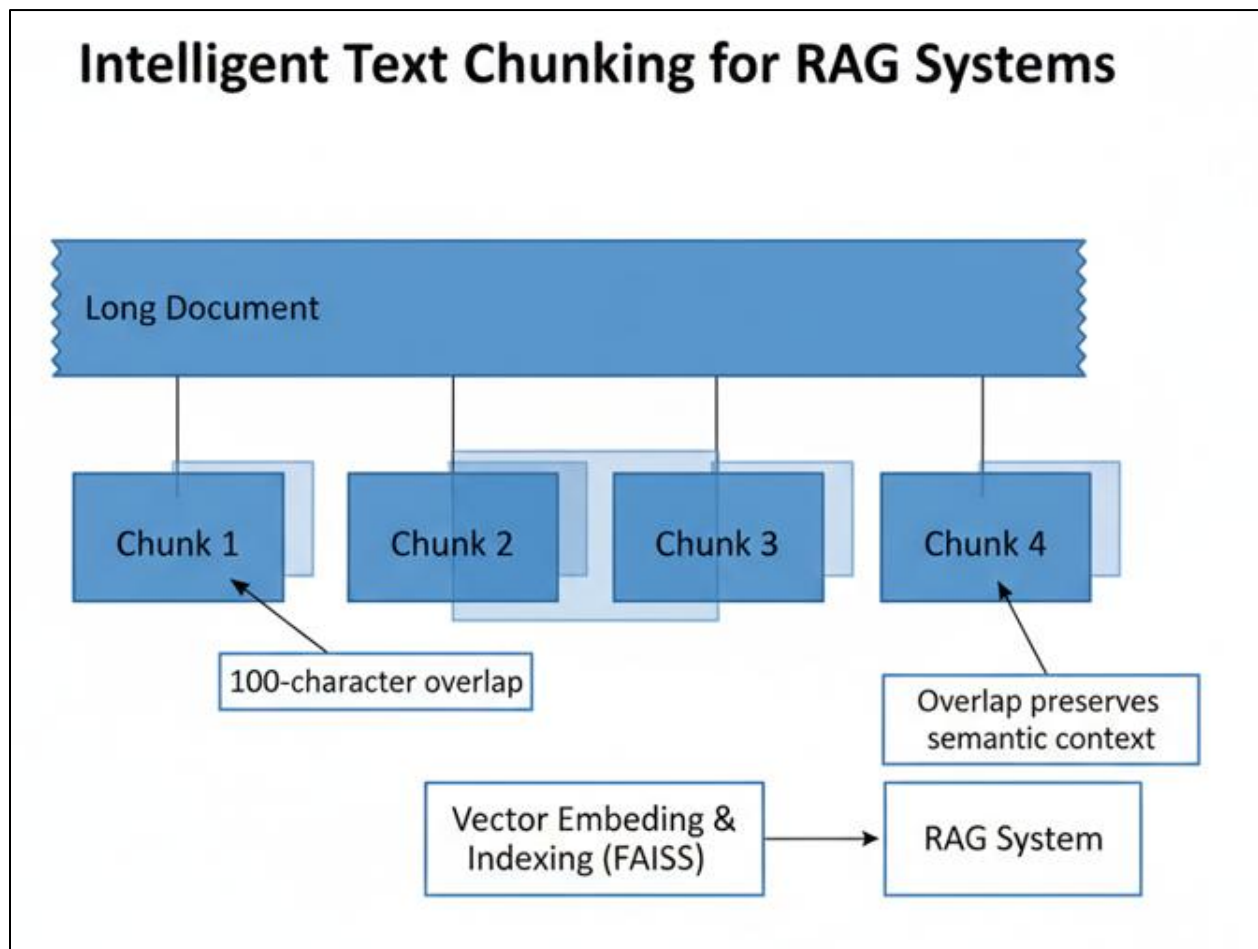 Intelligent Text Chunking for RAG Systems
Long Document
Chunk 1
Chunk 2
Chunk 3
Chunk 4
100-character overlap
Overlap preserves
semantic context
Vector Embeding &
Indexing (FAISS)
RAG System